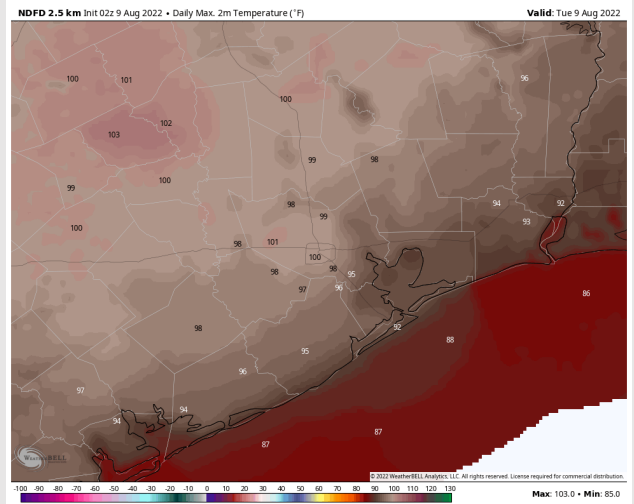 NDFD 2.5 km Init 02z 9 Aug 2022 • Daily Max. 2m Temperature (°F)
Valid: Tue 9 Aug 2022
100 101 96
100
103 102
99 98
99 100
98 94 92
99 93
100
98 101
100
98 98 95
97 96 86
98 92
88
95
96
97
94 94
87 87
WeatherBELL
© 2022 WeatherBELL Analytics, LLC. All rights reserved. License required for commercial distribution.
-100 -90 -80 -70 -60 -50 -40 -30 -20 -10 0 10 20 30 40 50 60 70 80 90 100 110 120 130
Max: 103.0 • Min: 85.0